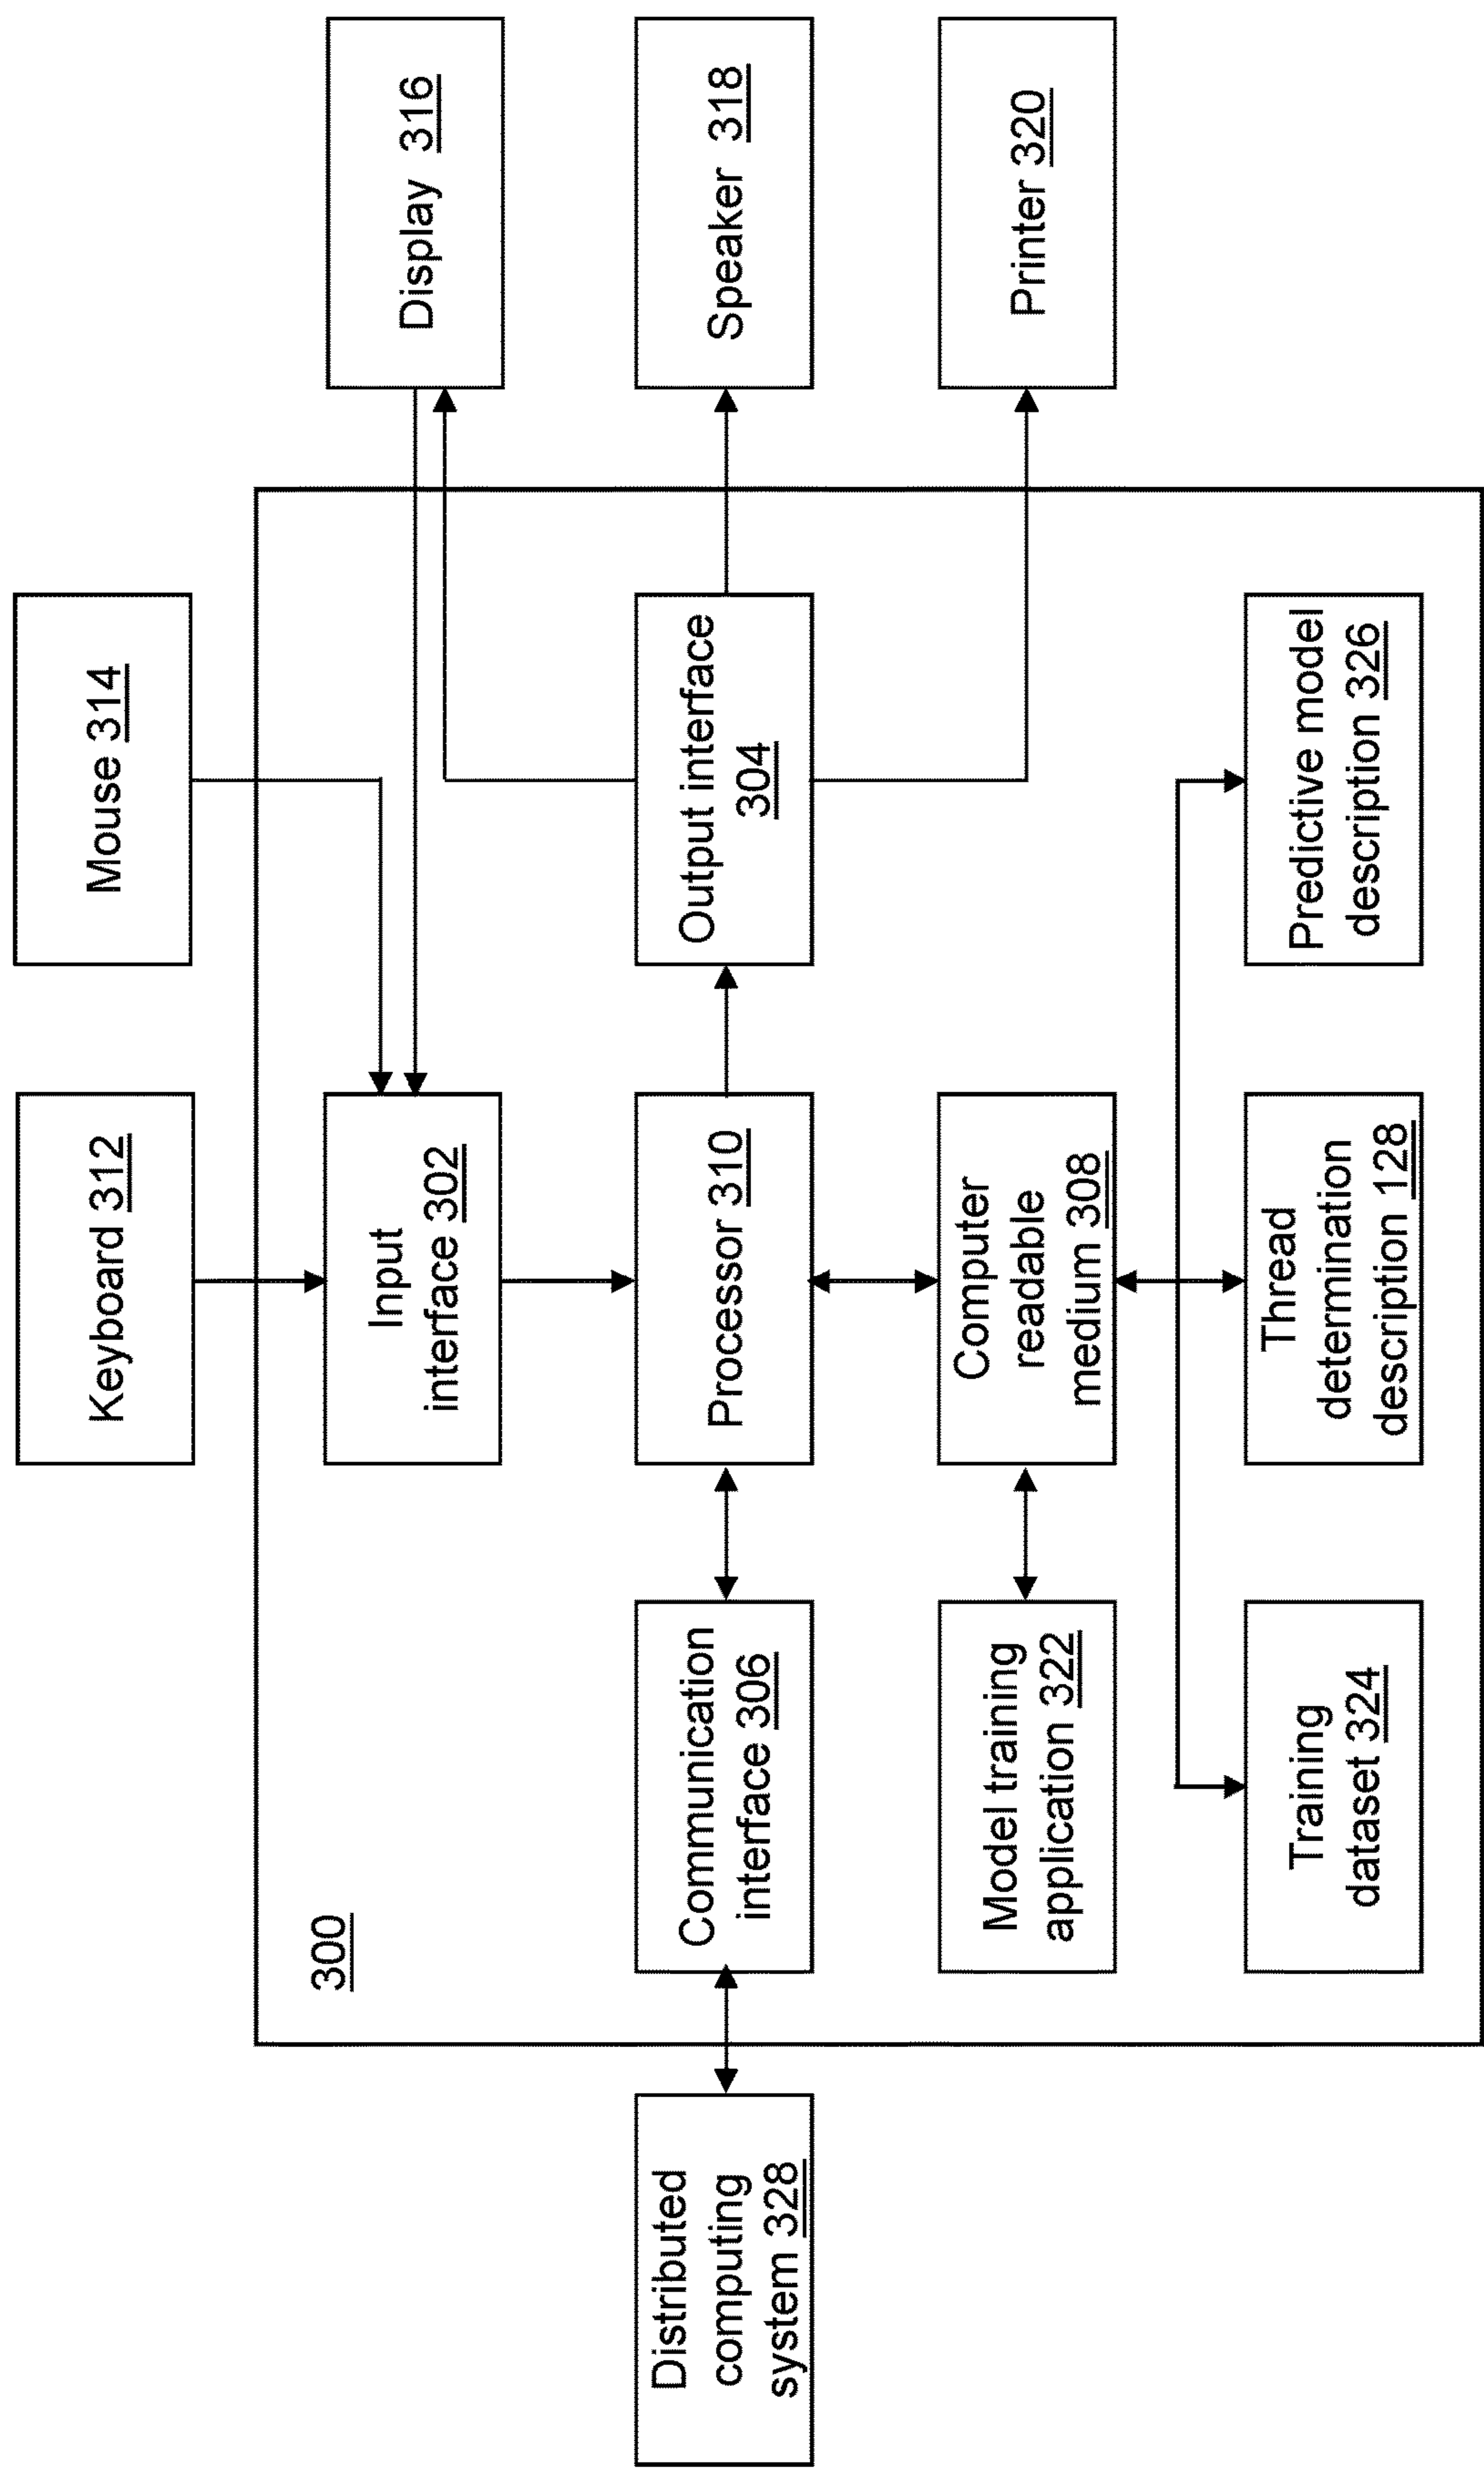 Keyboard 312
Mouse 314
300
Input
interface 302
Display 316
Distributed
computing
system 328
Communication
interface 306
Processor 310
Output interface
304
Speaker 318
Model training
application 322
Computer
readable
medium 308
Printer 320
Training
dataset 324
Thread
determination
description 128
Predictive model
description 326